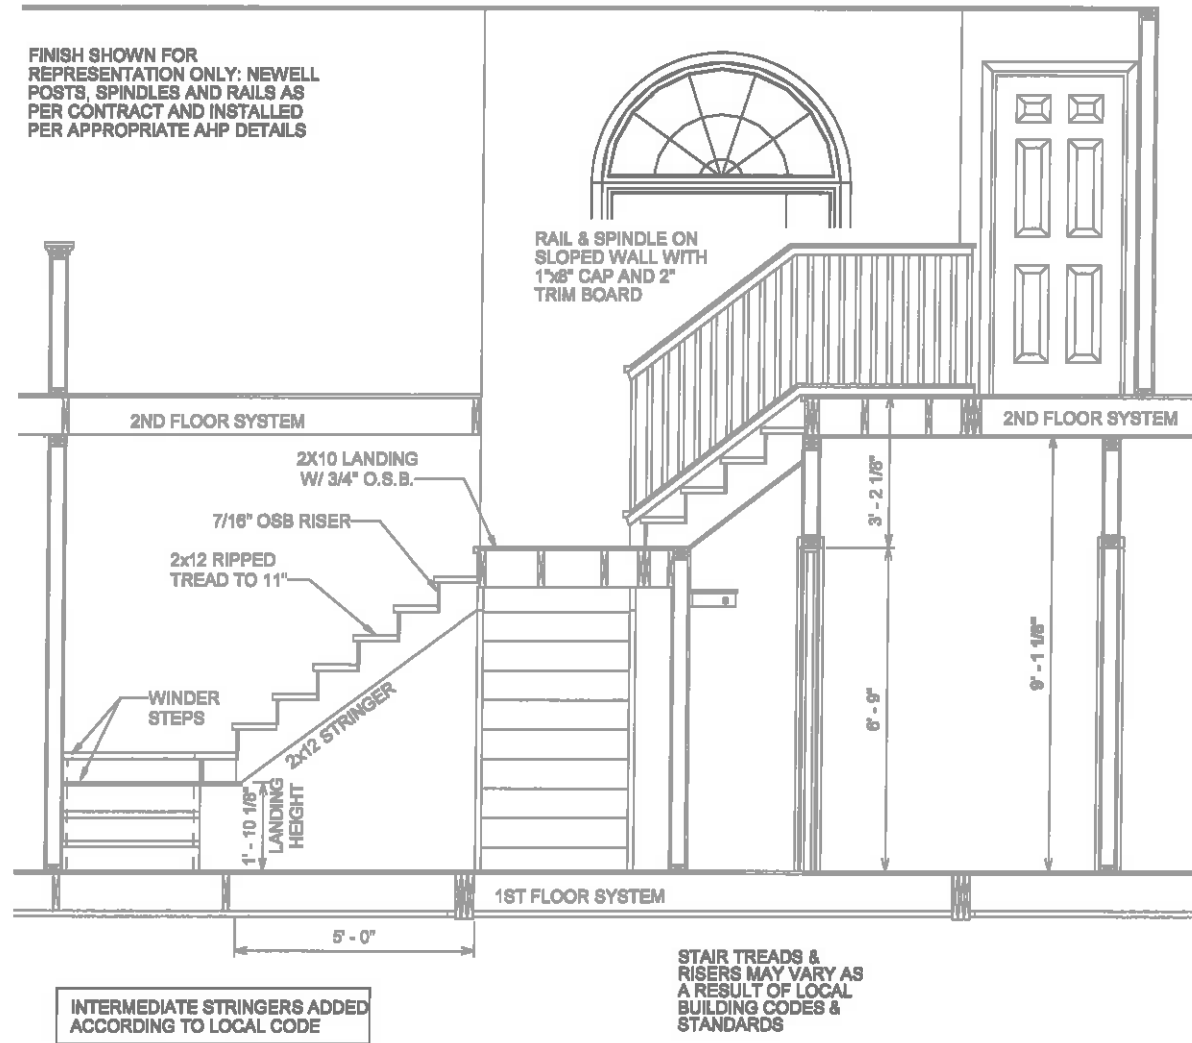 FINISH SHOWN FOR
REPRESENTATION ONLY: NEWELL
POSTS, SPINDLES AND RAILS AS
PER CONTRACT AND INSTALLED
PER APPROPRIATE AHP DETAILS
RAIL & SPINDLE ON
SLOPED WALL WITH
1"x8" CAP AND 2"
TRIM BOARD
2ND FLOOR SYSTEM
2ND FLOOR SYSTEM
2X10 LANDING
W/ 3/4" O.S.B.
7/16" OSB RISER
2x12 RIPPED
TREAD TO 11"
3' - 2 1/8"
WINDER
STEPS
2x12 STRINGER
6' - 9"
9' - 1 1/8"
1' - 10 1/8"
LANDING
HEIGHT
1ST FLOOR SYSTEM
5' - 0"
STAIR TREADS &
RISERS MAY VARY AS
A RESULT OF LOCAL
BUILDING CODES &
STANDARDS
INTERMEDIATE STRINGERS ADDED
ACCORDING TO LOCAL CODE